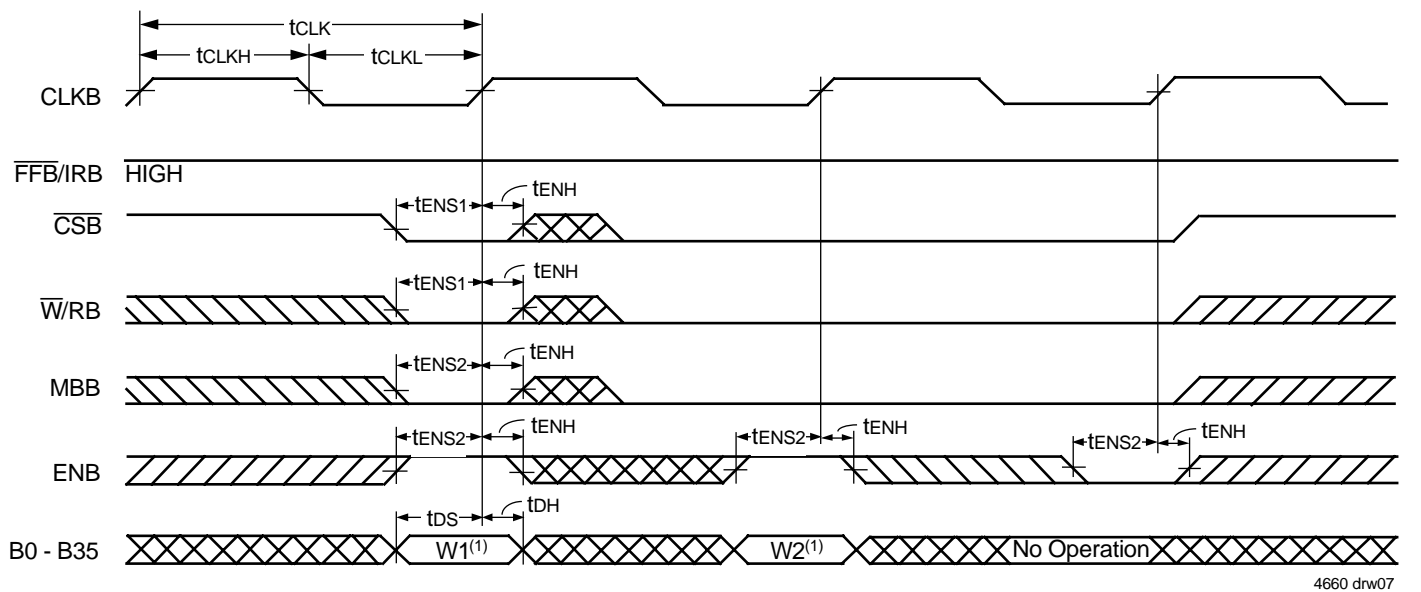 tCLK
tCLKH tCLKL
CLKB
FFB/IRB HIGH
tENS1 tENH
CSB
tENS1 tENH
W/RB
tENS2 tENH
MBB
tENS2 tENH tENS2 tENH tENS2 tENH
ENB
tDS tDH
B0 - B35 W1(1) W2(1) No Operation
4660 drw07